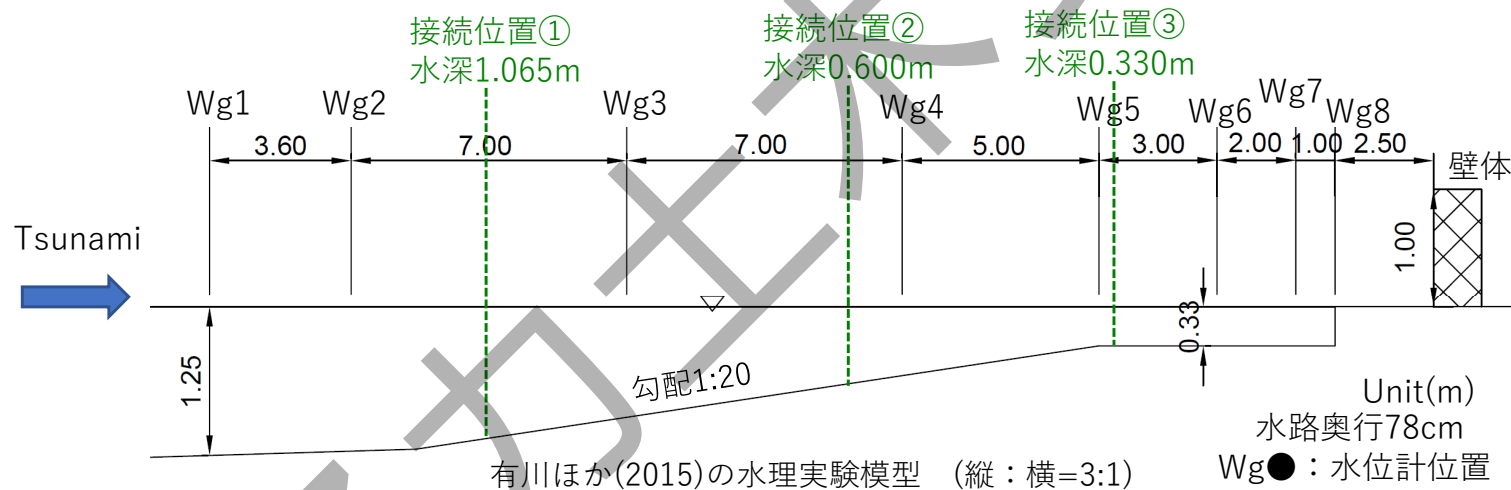 接続位置①
水深1.065m
接続位置②
水深0.600m
接続位置③
水深0.330m
Wg1
Wg2
Wg3
Wg4
Wg5
Wg6
Wg7
Wg8
3.60
7.00
7.00
5.00
3.00
2.00
1.00
2.50
壁体
Tsunami
1.00
1.25
0.33
勾配1:20
Unit(m)
水路奥行78cm
有川ほか(2015)の水理実験模型 (縦：横=3:1)
Wg●：水位計位置